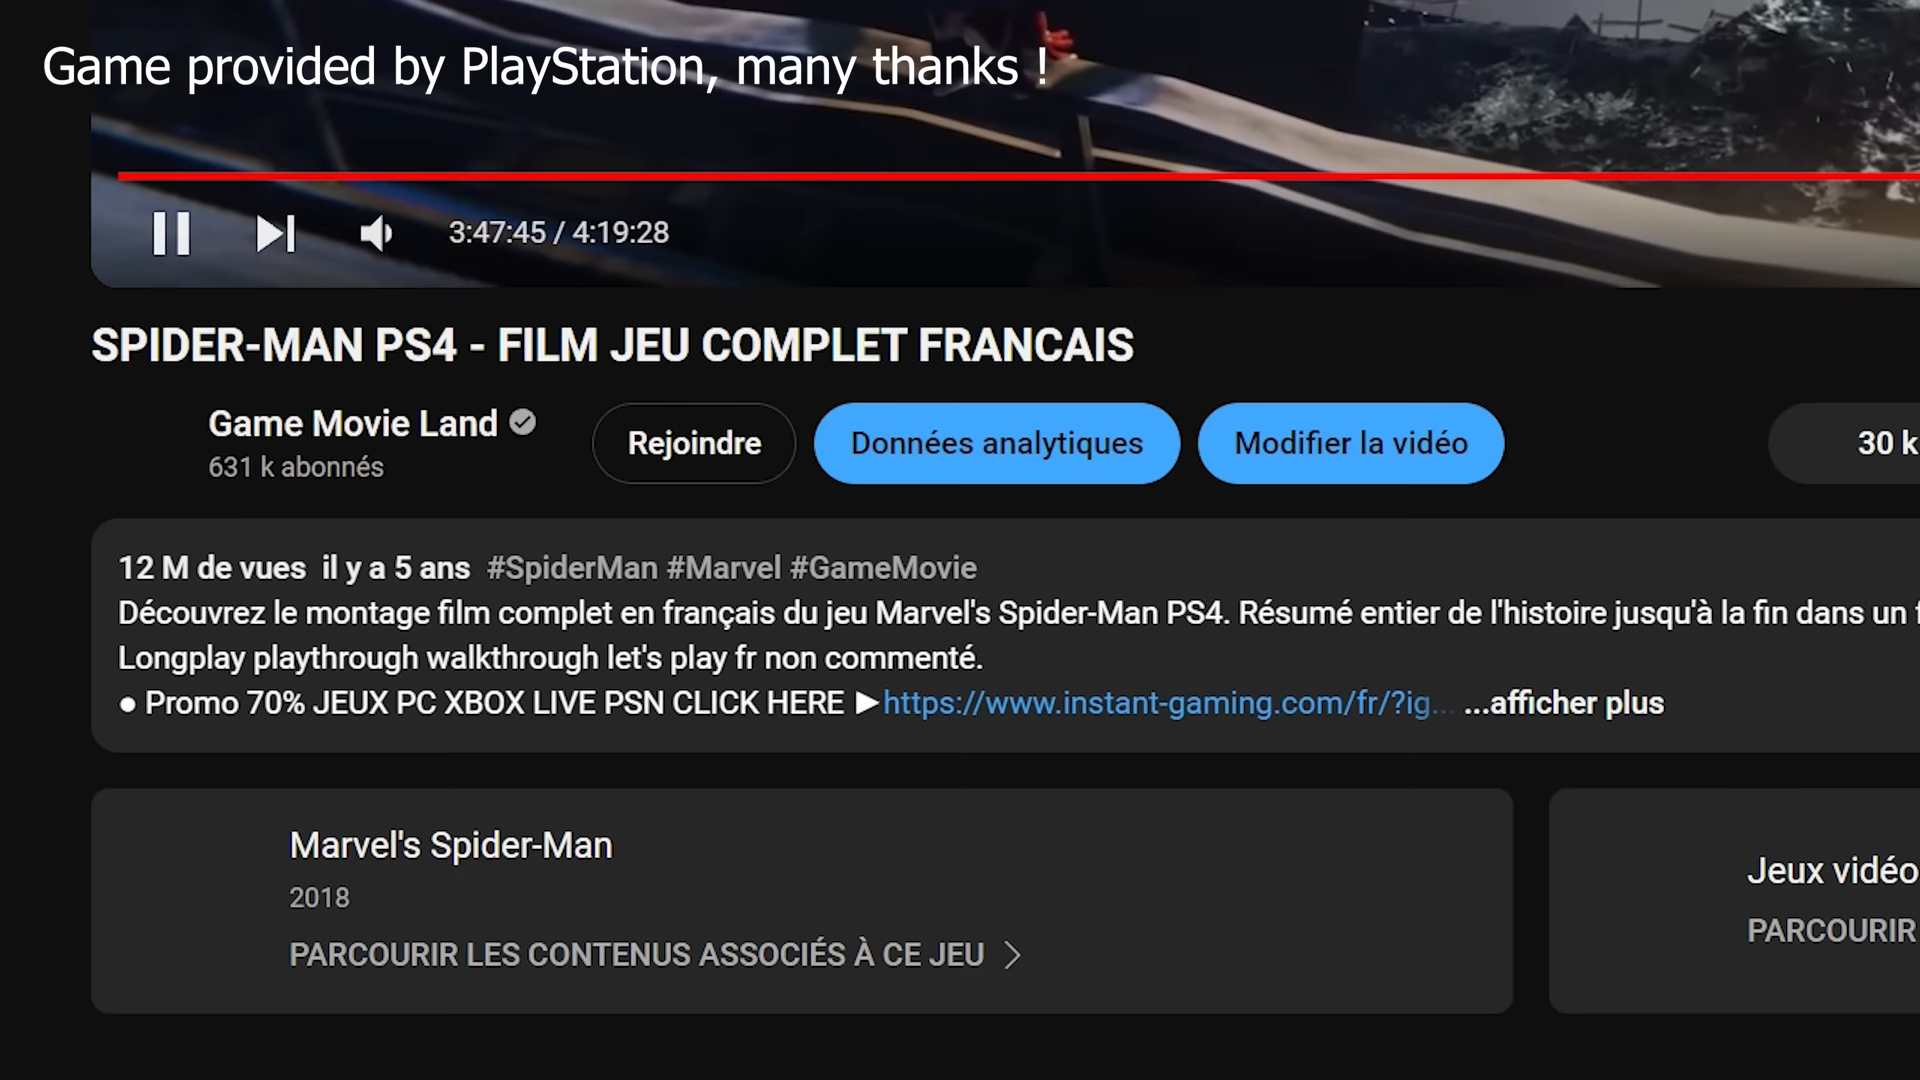 Game provided by PlayStation, many thanks !
3:47:45 / 4:19:28
SPIDER-MAN PS4 - FILM JEU COMPLET FRANCAIS
Game Movie Land
631 k abonnés
Rejoindre
Données analytiques
Modifier la vidéo
30 k
12 M de vues il y a 5 ans #SpiderMan #Marvel #GameMovie
Découvrez le montage film complet en français du jeu Marvel's Spider-Man PS4. Résumé entier de l'histoire jusqu'à la fin dans un f
Longplay playthrough walkthrough let's play fr non commenté.
● Promo 70% JEUX PC XBOX LIVE PSN CLICK HERE ►https://www.instant-gaming.com/fr/?ig... ...afficher plus
Marvel's Spider-Man
2018
PARCOURIR LES CONTENUS ASSOCIÉS À CE JEU >
Jeux vidéo
PARCOURIR